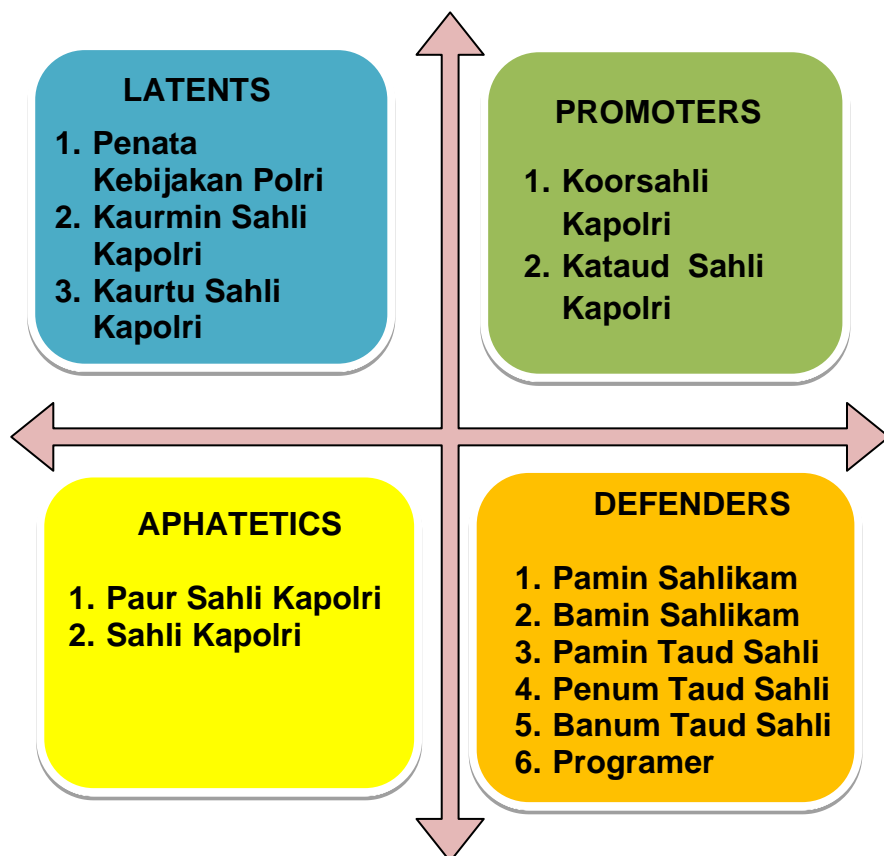 LATENTS
1. Penata
Kebijakan Polri
2. Kaurmin Sahli
Kapolri
3. Kaurtu Sahli
Kapolri
PROMOTERS
1. Koorsahli
Kapolri
2. Kataud Sahli
Kapolri
APHATETICS
1. Paur Sahli Kapolri
2. Sahli Kapolri
DEFENDERS
1. Pamin Sahlikam
2. Bamin Sahlikam
3. Pamin Taud Sahli
4. Penum Taud Sahli
5. Banum Taud Sahli
6. Programer